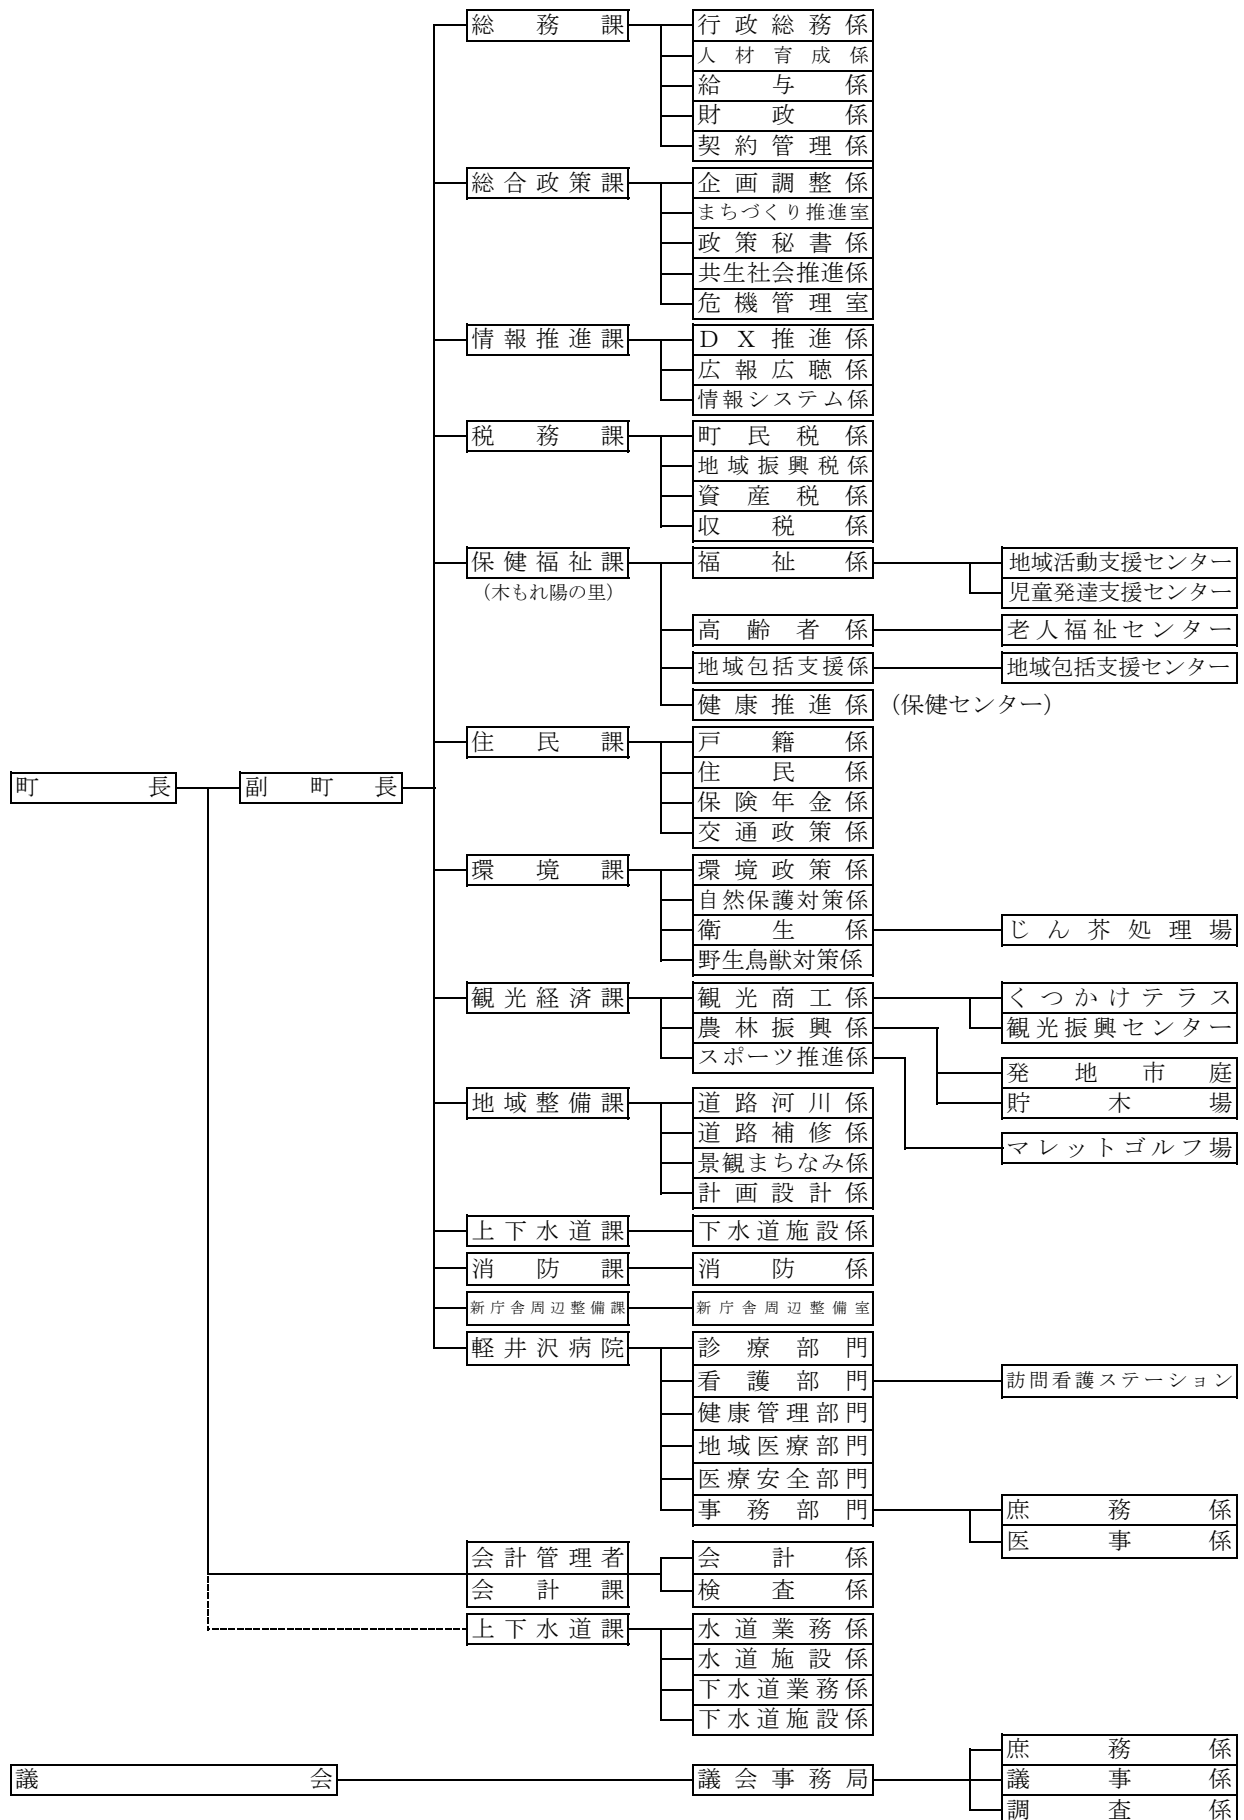 総務課 行政総務係
人材育成係
給与係
財政係
契約管理係
総合政策課 企画調整係
まちづくり推進室
政策秘書係
共生社会推進係
危機管理室
情報推進課 DX推進係
広報広聴係
情報システム係
税務課 町民税係
地域振興税係
資産税係
収税係
保健福祉課 福祉係 地域活動支援センター
(木もれ陽の里) 児童発達支援センター
高齢者係 老人福祉センター
地域包括支援係 地域包括支援センター
健康推進係 (保健センター)
住民課 戸籍係
住民係
町長 副町長
保険年金係
交通政策係
環境課 環境政策係
自然保護対策係
衛生係 じん芥処理場
野生鳥獣対策係
観光経済課 観光商工係 くつかけテラス
農林振興係 観光振興センター
スポーツ推進係
発地市庭
地域整備課 道路河川係 貯木場
道路補修係
マレットゴルフ場
景観まちなみ係
計画設計係
上下水道課 下水道施設係
消防課 消防係
新庁舎周辺整備課 新庁舎周辺整備室
軽井沢病院 診療部門
看護部門 訪問看護ステーション
健康管理部門
地域医療部門
医療安全部門
事務部門 庶務係
医事係
会計管理者 会計係
会計課 検査係
上下水道課 水道業務係
水道施設係
下水道業務係
下水道施設係
庶務係
議会 議会事務局 議事係
調査係